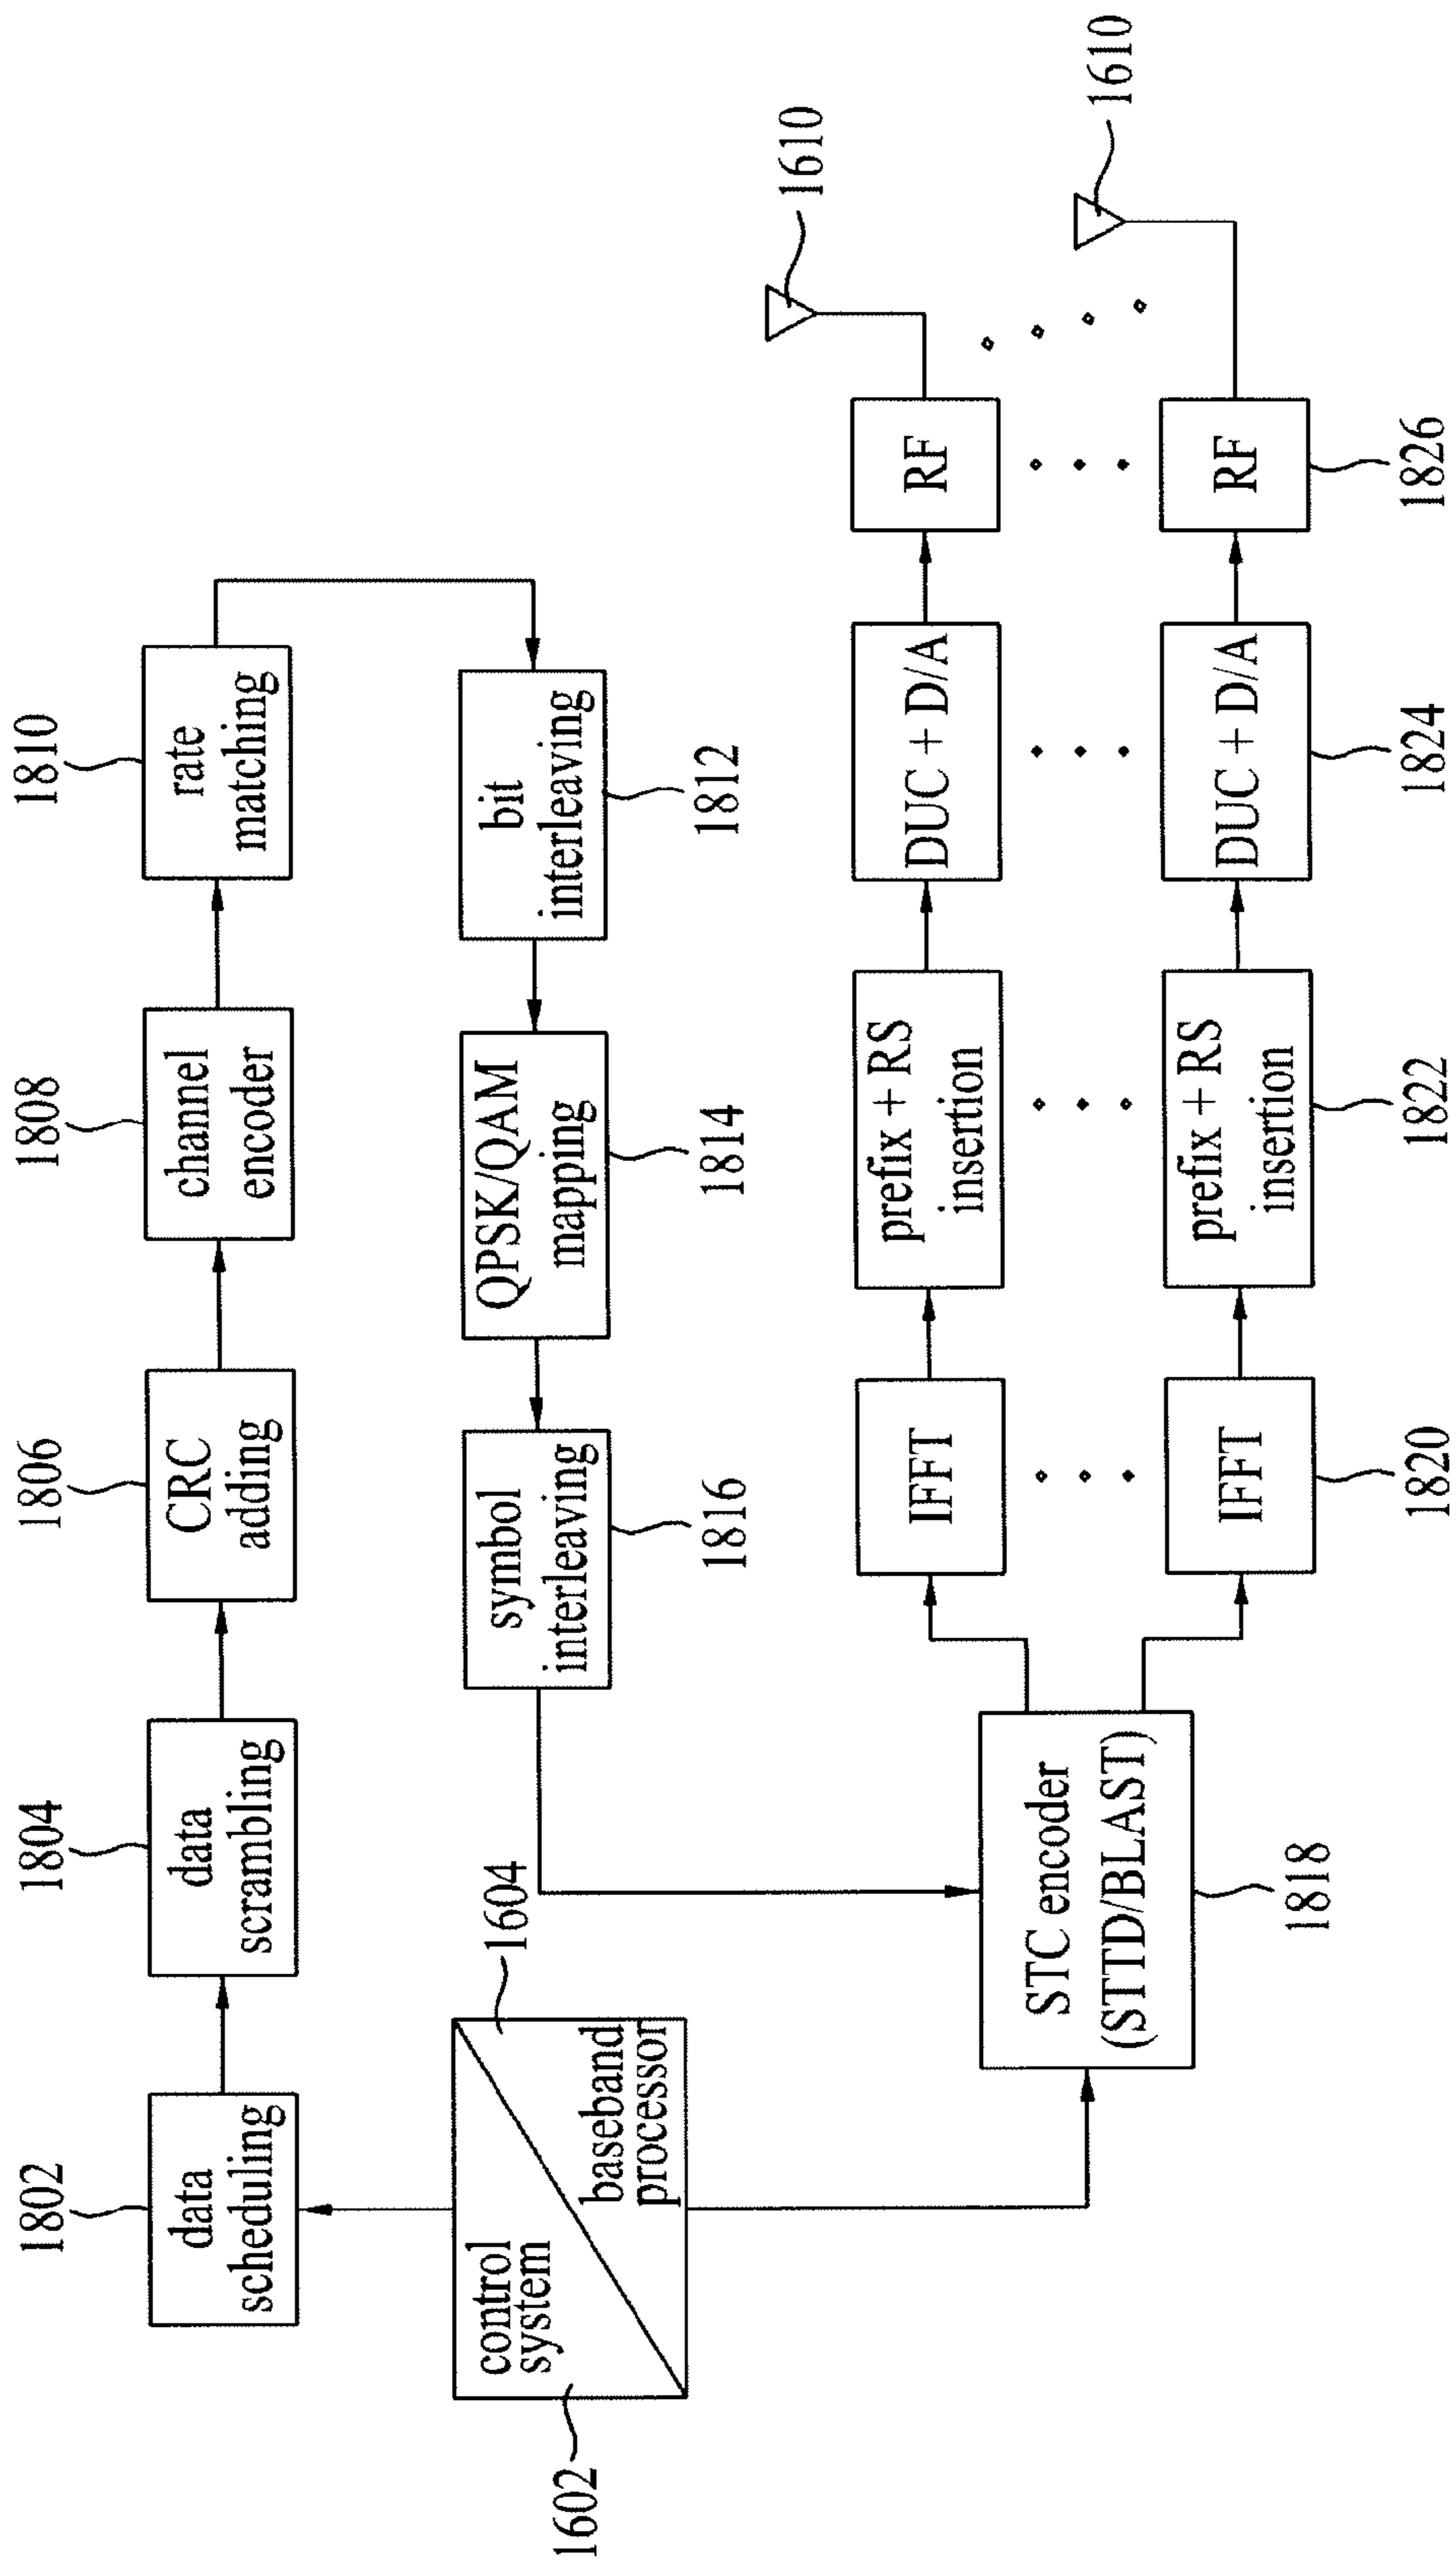 1802
1804
1806
1808
1810
data
scheduling
data
scrambling
CRC
adding
channel
encoder
rate
matching
1602
control
system
baseband
processor
1604
symbol
interleaving
QPSK/QAM
mapping
bit
interleaving
1816
1814
1812
1610
1610
STC encoder
(STTD/BLAST)
1818
IFFT
prefix + RS
insertion
DUC + D/A
RF
IFFT
prefix + RS
insertion
DUC + D/A
RF
1820
1822
1824
1826